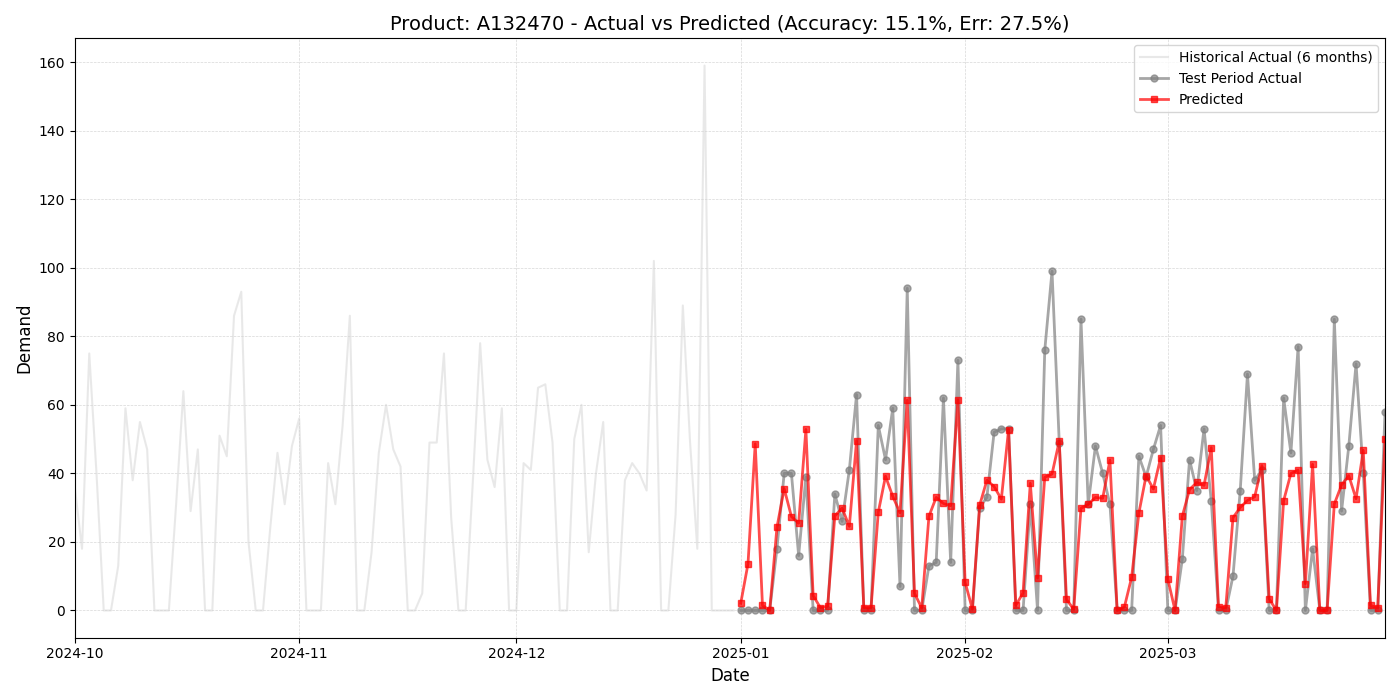 Product: A132470 - Actual vs Predicted (Accuracy: 15.1%, Err: 27.5%)
Historical Actual (6 months)
Test Period Actual
Predicted
Demand
160
140
120
100
80
60
40
20
0
2024-10
2024-11
2024-12
2025-01
2025-02
2025-03
Date